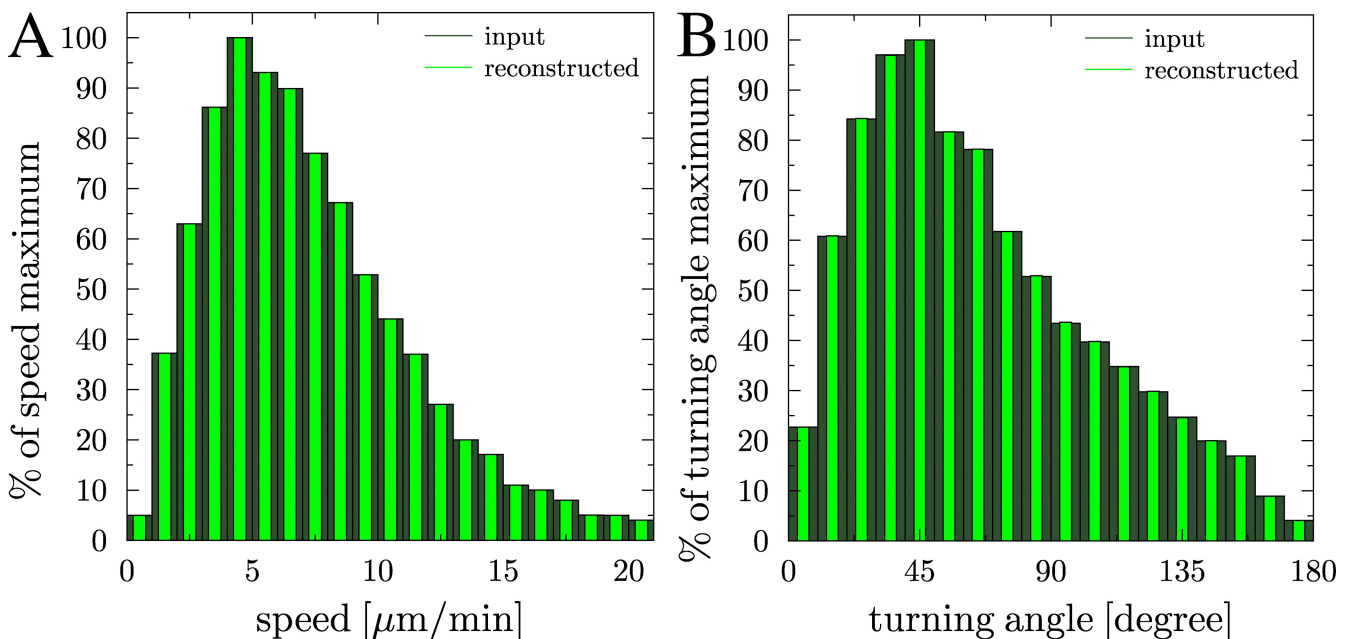 A
100
90
80
70
60
50
40
30
20
10
0
% of speed maximum
input
reconstructed
0 5 10 15 20
speed [μm/min]
B
100
90
80
70
60
50
40
30
20
10
0
% of turning angle maximum
input
reconstructed
0 45 90 135 180
turning angle [degree]